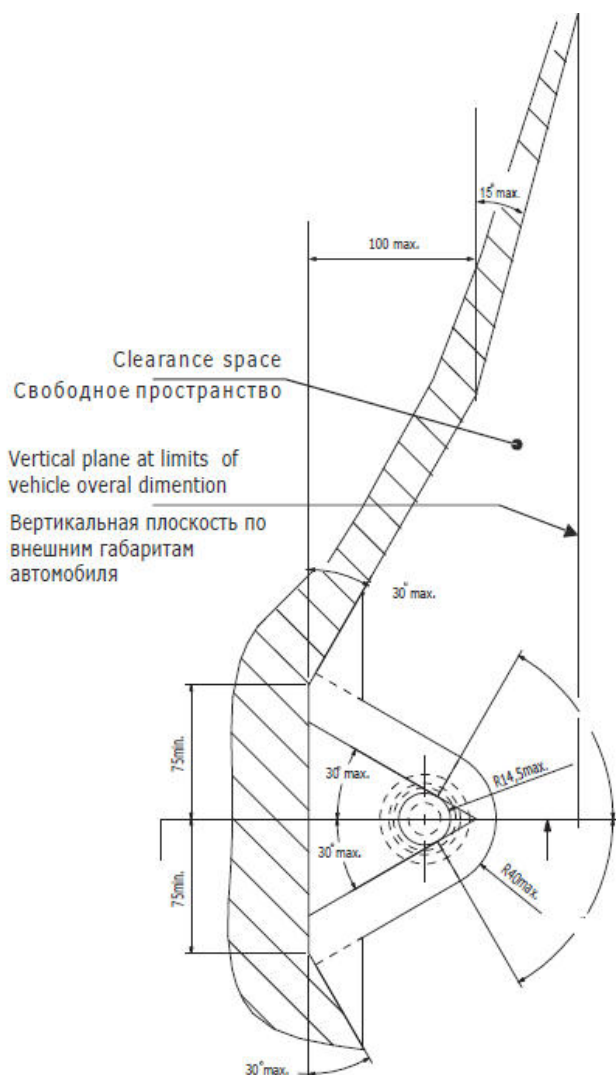 15° max.
100 max.
Clearance space
Свободное пространство
Vertical plane at limits of
vehicle overal dimention
Вертикальная плоскость по
внешним габаритам
автомобиля
30° max.
75min.
30° max.
R14,5max.
30° max.
75min.
R40max.
30° max.